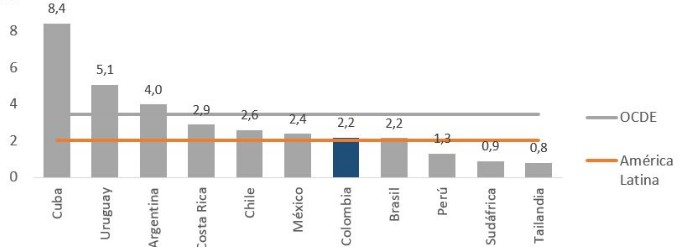 8,4
8
6
5,1
4,0
4
2,9
2,6
2,4
2,2
2,2
2
1,3
0,9
0,8
0
OCDE
América
Latina
Cuba
Uruguay
Argentina
Costa Rica
Chile
México
Colombia
Brasil
Perú
Sudáfrica
Tailandia